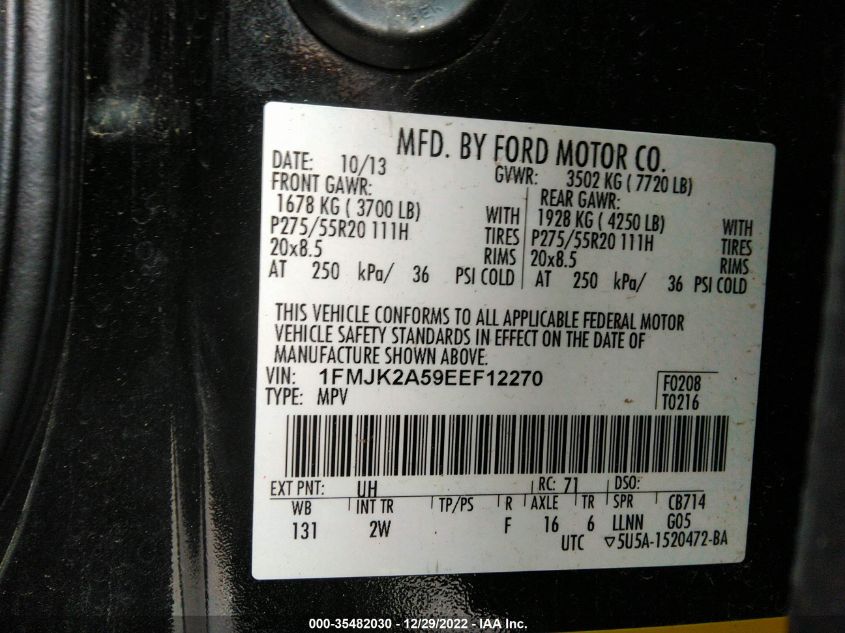 MFD. BY FORD MOTOR CO.
DATE: 10/13 GVWR: 3502 KG ( 7720 LB)
FRONT GAWR: REAR GAWR:
1678 KG ( 3700 LB) WITH 1928 KG ( 4250 LB) WITH
P275/55R20 111H TIRES P275/55R20 111H TIRES
20x8.5 RIMS 20x8.5 RIMS
AT 250 kPa/ 36 PSI COLD AT 250 kPa/ 36 PSI COLD
THIS VEHICLE CONFORMS TO ALL APPLICABLE FEDERAL MOTOR
VEHICLE SAFETY STANDARDS IN EFFECT ON THE DATE OF
MANUFACTURE SHOWN ABOVE.
VIN: 1FMJK2A59EEF12270 F0208
TYPE: MPV T0216
EXT PNT: UH RC: 71 DSO:
WB INT TR TP/PS R AXLE TR SPR CB714
131 2W F 16 6 LLNN G05
UTC ▽5U5A-1520472-BA
000-35482030 - 12/29/2022 - IAA Inc.